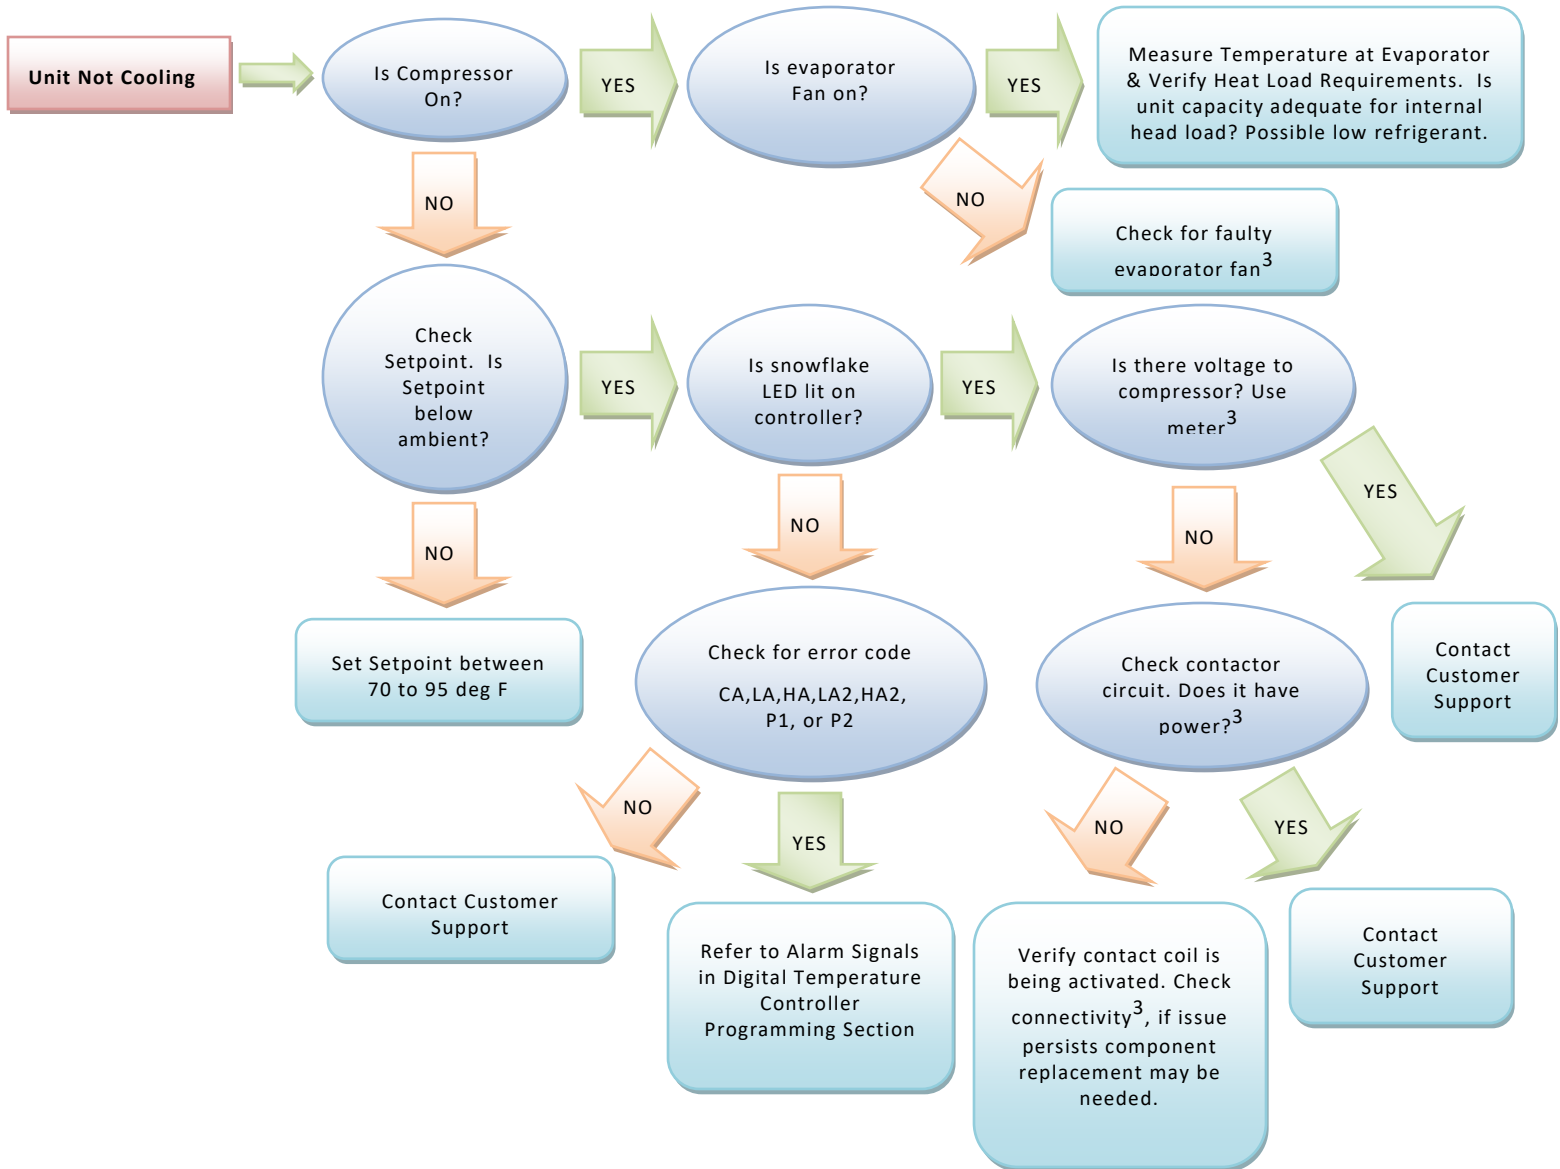 Unit Not Cooling
Is Compressor
On?
YES
Is evaporator
Fan on?
YES
Measure Temperature at Evaporator
& Verify Heat Load Requirements.  Is
unit capacity adequate for internal
head load? Possible low refrigerant.
NO
NO
Check for faulty
evaporator fan3
Check
Setpoint.  Is
Setpoint
below
ambient?
YES
Is snowflake
LED lit on
controller?
YES
Is there voltage to
compressor? Use
meter3
YES
NO
NO
NO
Set Setpoint between
70 to 95 deg F
Check for error code
CA,LA,HA,LA2,HA2,
P1, or P2
Check contactor
circuit. Does it have
power?3
Contact
Customer
Support
NO
YES
NO
YES
Contact Customer
Support
Refer to Alarm Signals
in Digital Temperature
Controller
Programming Section
Verify contact coil is
being activated. Check
connectivity3, if issue
persists component
replacement may be
needed.
Contact
Customer
Support